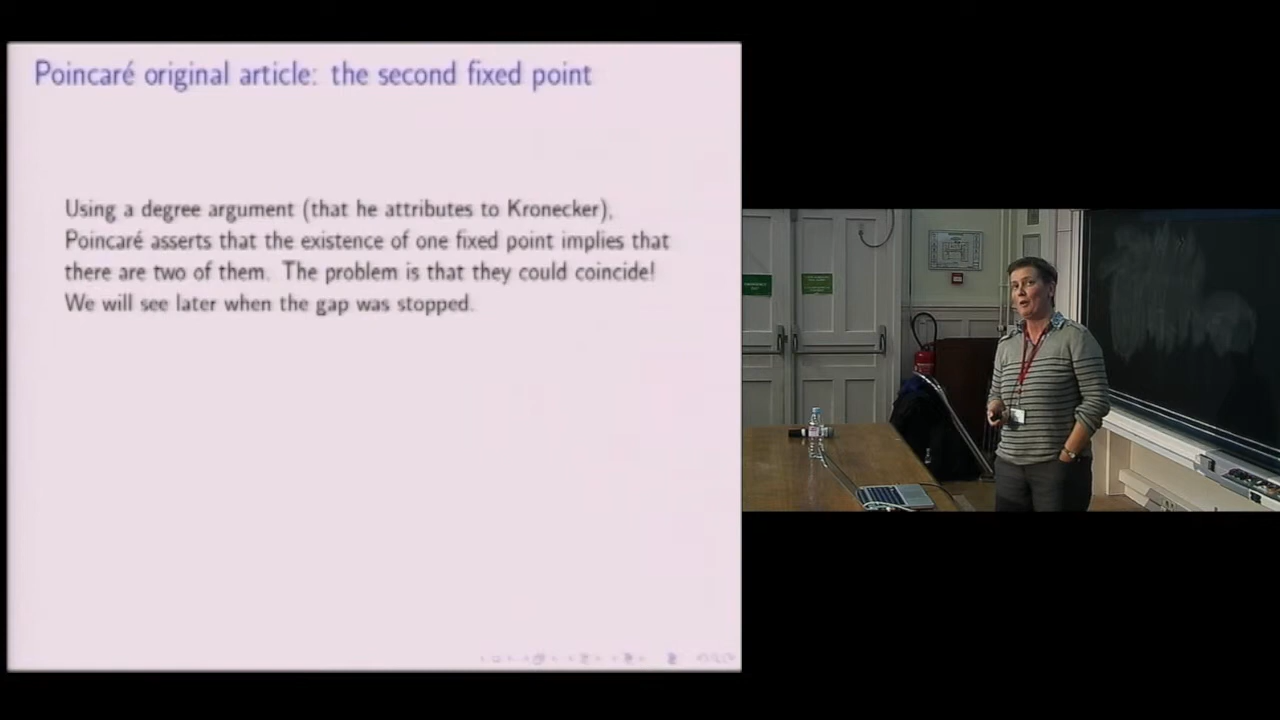 Poincaré original article: the second fixed point
Using a degree argument (that he attributes to Kronecker),
Poincaré asserts that the existence of one fixed point implies that
there are two of them. The problem is that they could coincide!
We will see later when the gap was stopped.